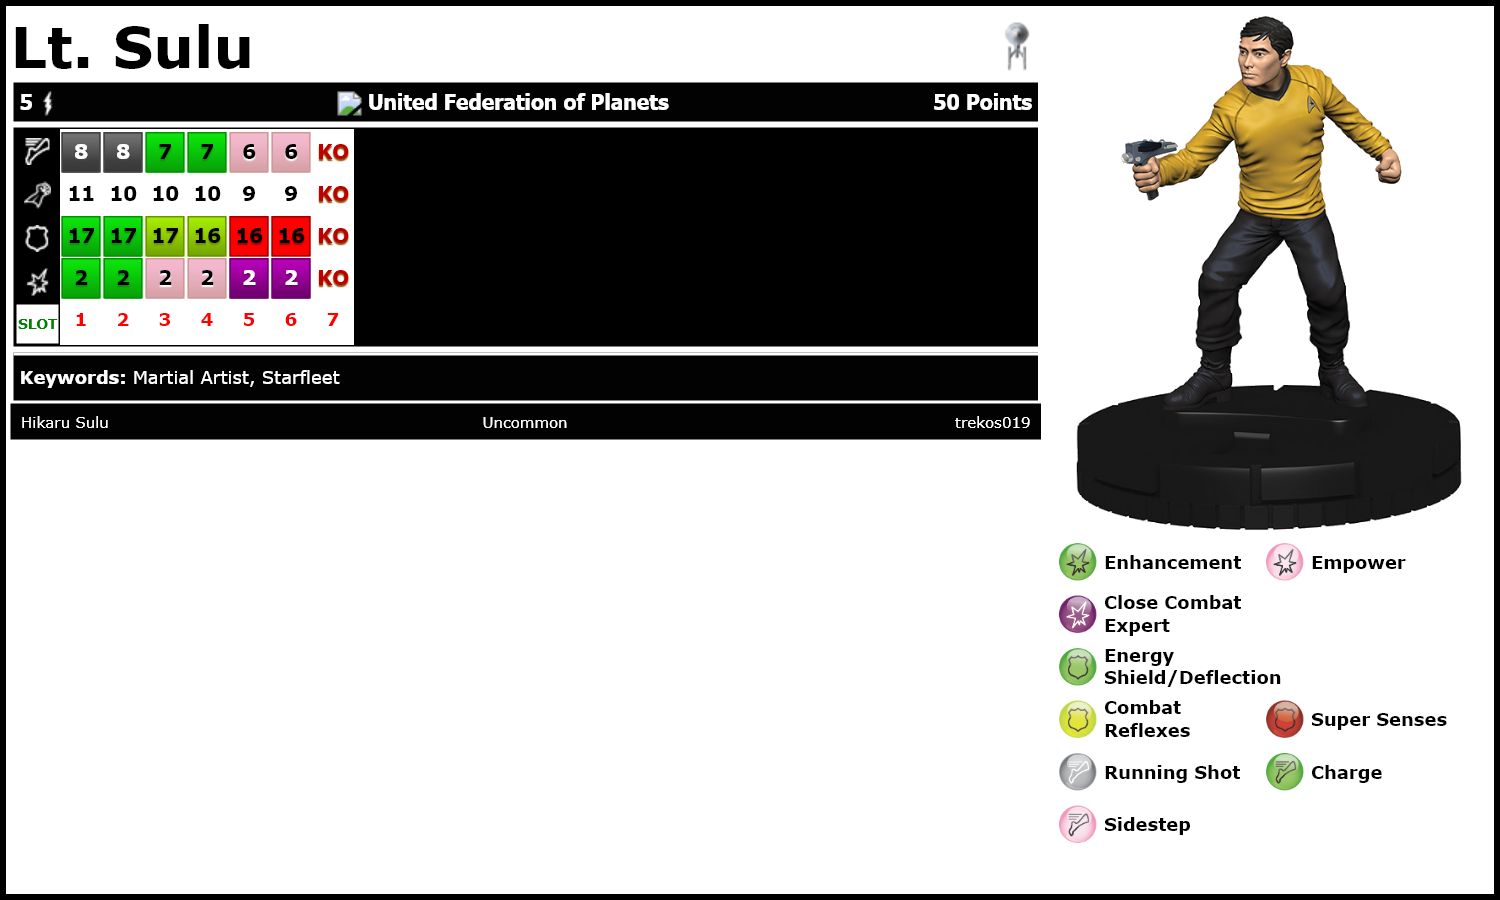 Lt. Sulu
5 United Federation of Planets 50 Points
8 8 7 7 6 6 KO
11 10 10 10 9 9 KO
17 17 17 16 16 16 KO
2 2 2 2 2 2 KO
SLOT 1 2 3 4 5 6 7
Keywords: Martial Artist, Starfleet
Hikaru Sulu Uncommon trekos019
Enhancement Empower
Close Combat
Expert
Energy
Shield/Deflection
Combat
Reflexes
Super Senses
Running Shot Charge
Sidestep